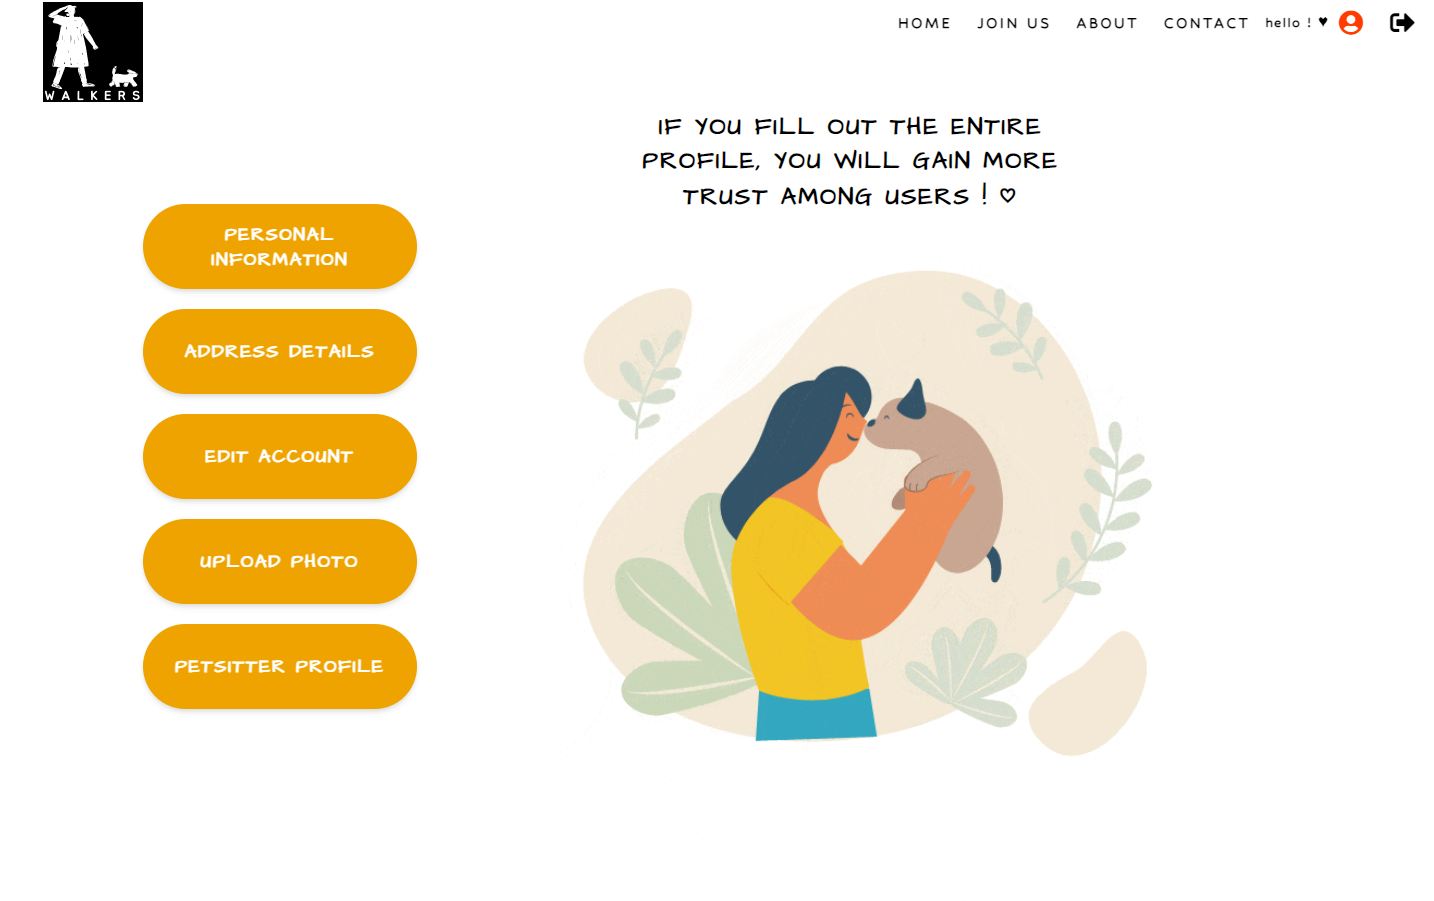 WALKERS
HOME JOIN US ABOUT CONTACT hello ! ♥
IF YOU FILL OUT THE ENTIRE
PROFILE, YOU WILL GAIN MORE
TRUST AMONG USERS ! ♡
PERSONAL
INFORMATION
ADDRESS DETAILS
EDIT ACCOUNT
UPLOAD PHOTO
PETSITTER PROFILE